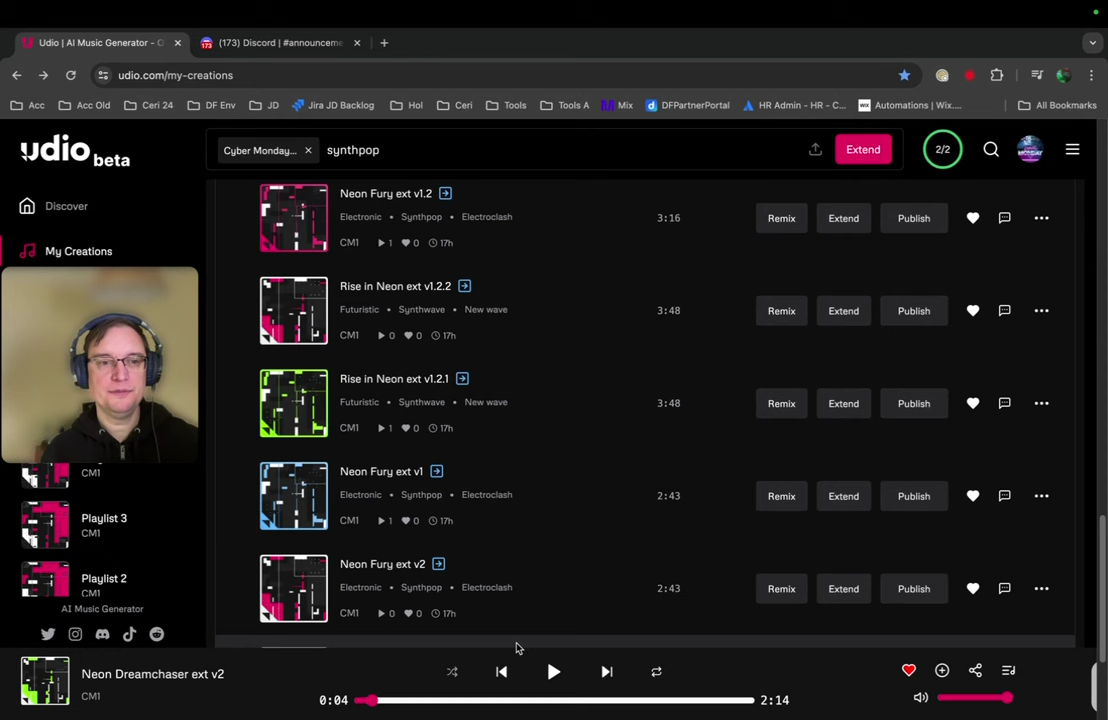 Udio | AI Music Generator - C
(173) Discord | #announceme
udio.com/my-creations
Acc
Acc Old
Ceri 24
DF Env
JD
Jira JD Backlog
Hol
Ceri
Tools
Tools A
Mix
DFPartnerPortal
HR Admin - HR - C...
Automations | Wix....
All Bookmarks
udio beta
Cyber Monday...
synthpop
Extend
2/2
Discover
My Creations
Neon Fury ext v1.2
Electronic • Synthpop • Electroclash
CM1 1 0 17h
3:16
Remix Extend Publish
Rise in Neon ext v1.2.2
Futuristic • Synthwave • New wave
CM1 0 0 17h
3:48
Remix Extend Publish
Rise in Neon ext v1.2.1
Futuristic • Synthwave • New wave
CM1 1 0 17h
3:48
Remix Extend Publish
Neon Fury ext v1
Electronic • Synthpop • Electroclash
CM1 1 0 17h
2:43
Remix Extend Publish
Neon Fury ext v2
Electronic • Synthpop • Electroclash
CM1 0 0 17h
2:43
Remix Extend Publish
CM1
Playlist 3
CM1
Playlist 2
AI Music Generator
Neon Dreamchaser ext v2
CM1
0:04
2:14